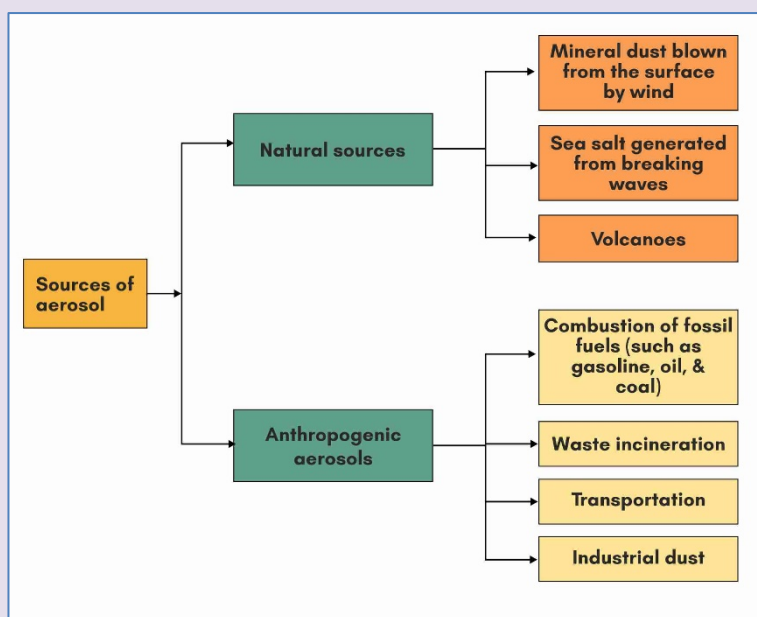 Mineral dust blown
from the surface
by wind
Natural sources
Sea salt generated
from breaking
waves
Volcanoes
Sources of
aerosol
Combustion of fossil
fuels (such as
gasoline, oil, &
coal)
Anthropogenic
aerosols
Waste incineration
Transportation
Industrial dust